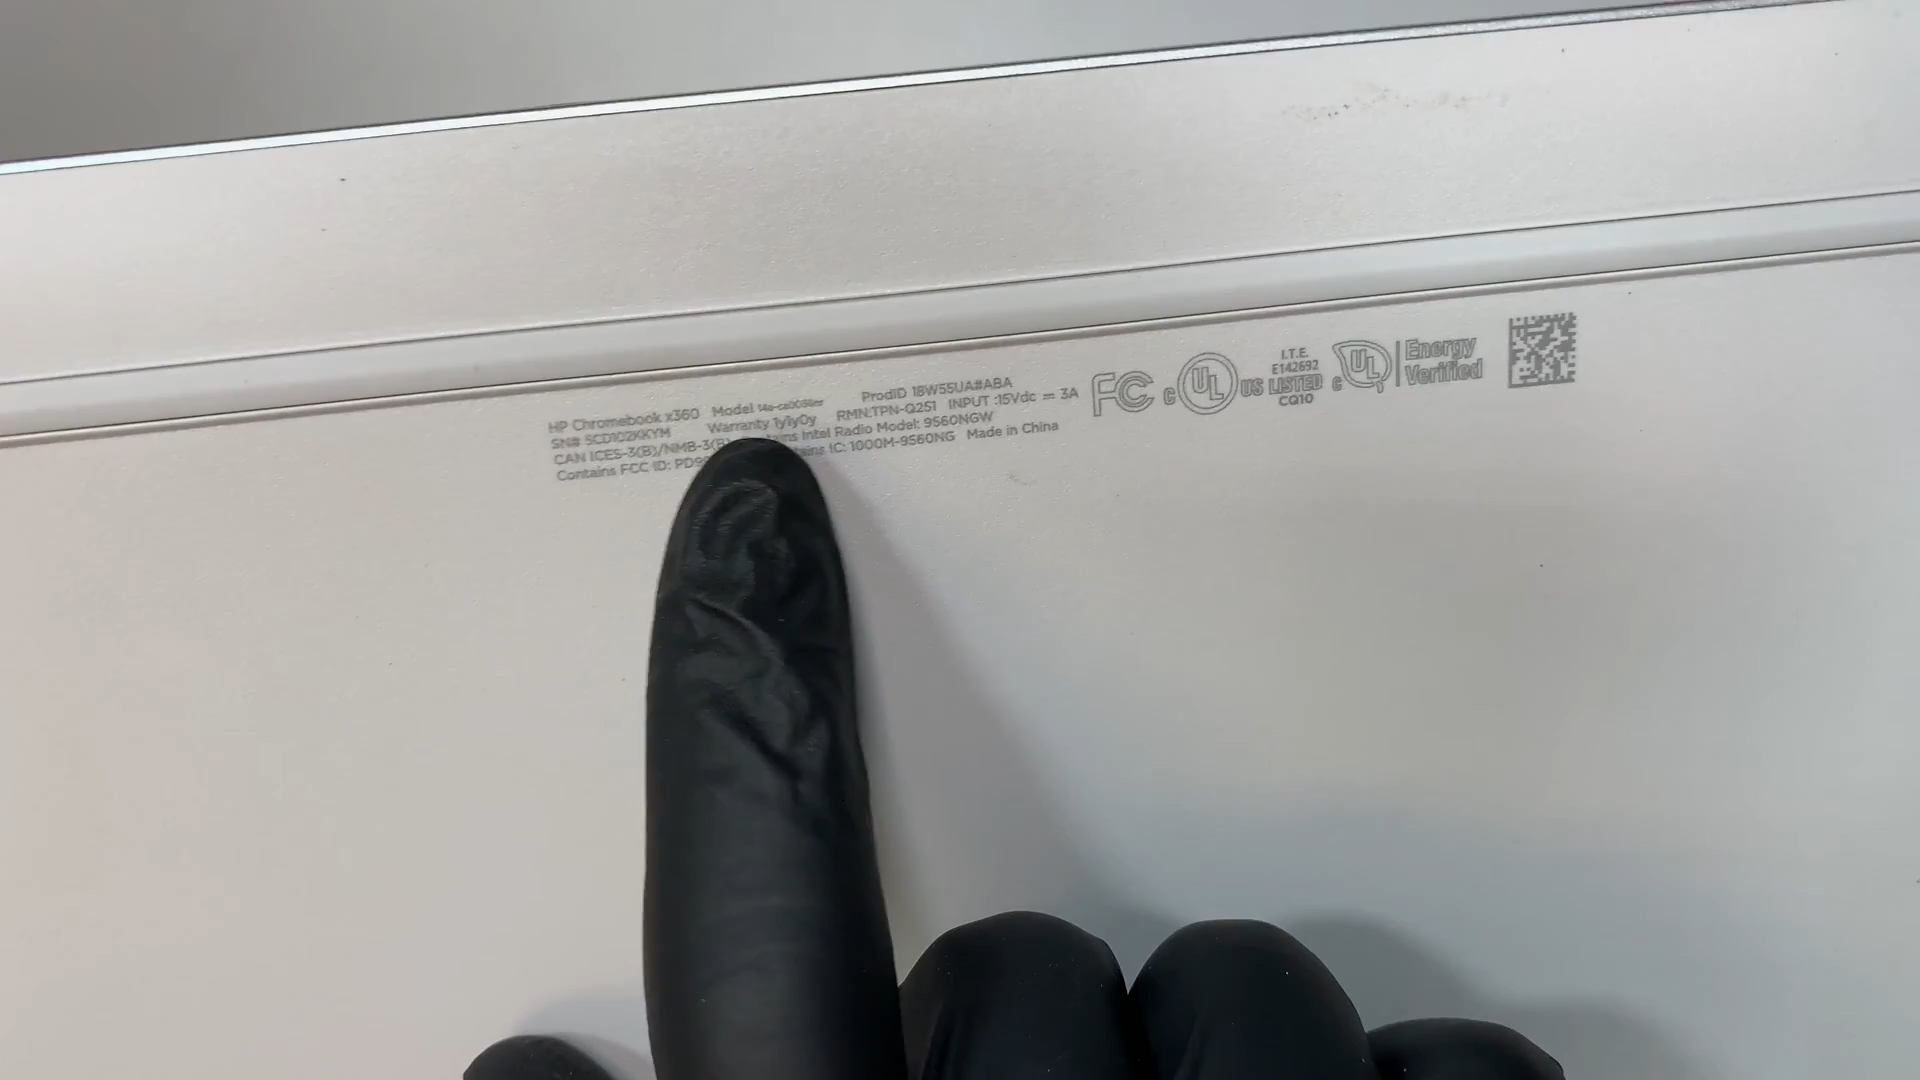 HP Chromebook x360 Model ProdID 18W55UA#ABA
SN# 5CD102KKYM Warranty 1y1y0y RMN:TPN-Q251 INPUT :15Vdc ⎓ 3A
CAN ICES-3(B)/NMB-3(B) Intel Radio Model: 9560NGW
Contains FCC ID: IC: 1000M-9560NG Made in China
FC
c UL US
I.T.E.
E142692
LISTED
CQ10
c UL
Energy
Verified